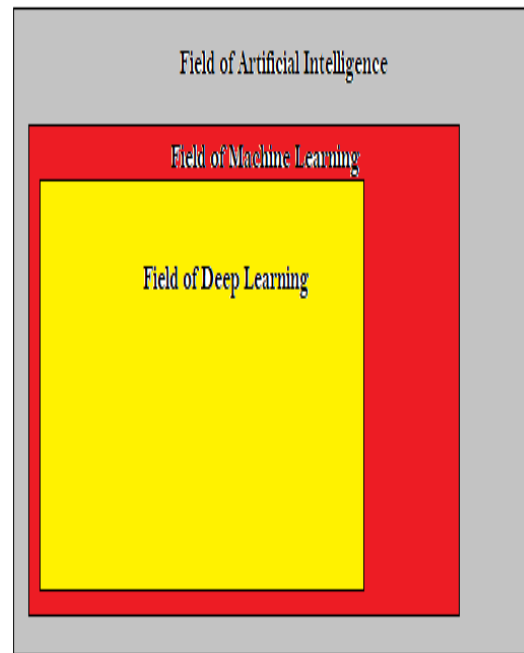 Field of Artificial Intelligence
Field of Machine Learning
Field of Deep Learning